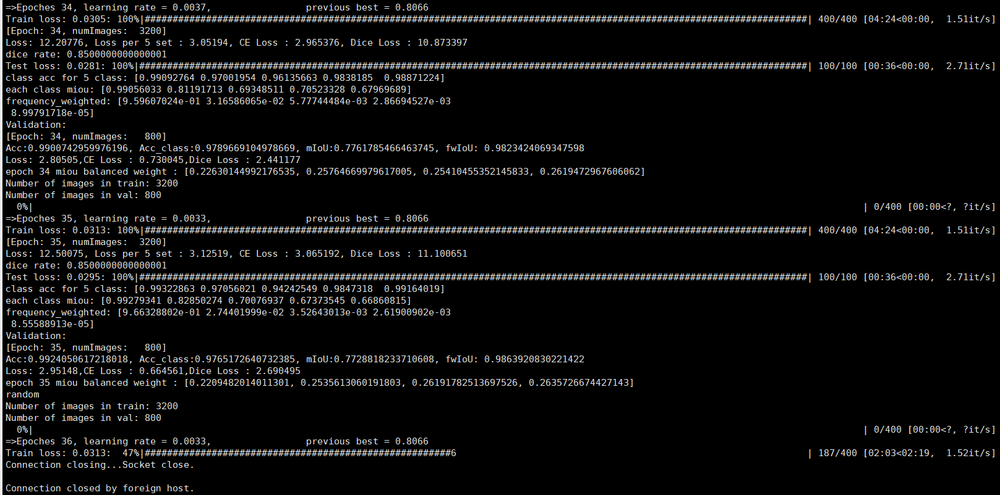 =>Epoches 34, learning rate = 0.0037,                 previous best = 0.8066
Train loss: 0.0305: 100%|#######################################################################################################################| 400/400 [04:24<00:00,  1.51it/s]
[Epoch: 34, numImages:  3200]
Loss: 12.20776, Loss per 5 set : 3.05194, CE Loss : 2.965376, Dice Loss : 10.873397
dice rate: 0.8500000000000001
Test loss: 0.0281: 100%|########################################################################################################################| 100/100 [00:36<00:00,  2.71it/s]
class acc for 5 class: [0.99092764 0.97001954 0.96135663 0.9838185  0.98871224]
each class miou: [0.99056033 0.81191713 0.69348511 0.70523328 0.67969689]
frequency_weighted: [9.59607024e-01 3.16586065e-02 5.77744484e-03 2.86694527e-03
 8.99791718e-05]
Validation:
[Epoch: 34, numImages:   800]
Acc:0.9900742959976196, Acc_class:0.9789669104978669, mIoU:0.7761785466463745, fwIoU: 0.9823424069347598
Loss: 2.80505,CE Loss : 0.730045,Dice Loss : 2.441177
epoch 34 miou balanced weight : [0.22630144992176535, 0.25764669979617005, 0.25410455352145833, 0.2619472967606062]
Number of images in train: 3200
Number of images in val: 800
  0%|                                                                                                                                                     | 0/400 [00:00<?, ?it/s]
=>Epoches 35, learning rate = 0.0033,                 previous best = 0.8066
Train loss: 0.0313: 100%|#######################################################################################################################| 400/400 [04:24<00:00,  1.51it/s]
[Epoch: 35, numImages:  3200]
Loss: 12.50075, Loss per 5 set : 3.12519, CE Loss : 3.065192, Dice Loss : 11.100651
dice rate: 0.8500000000000001
Test loss: 0.0295: 100%|########################################################################################################################| 100/100 [00:36<00:00,  2.71it/s]
class acc for 5 class: [0.99322863 0.97056021 0.94242549 0.9847318  0.99164019]
each class miou: [0.99279341 0.82850274 0.70076937 0.67373545 0.66860815]
frequency_weighted: [9.66328802e-01 2.74401999e-02 3.52643013e-03 2.61900902e-03
 8.55588913e-05]
Validation:
[Epoch: 35, numImages:   800]
Acc:0.9924050617218018, Acc_class:0.9765172640732385, mIoU:0.7728818233710608, fwIoU: 0.9863920830221422
Loss: 2.95148,CE Loss : 0.664561,Dice Loss : 2.690495
epoch 35 miou balanced weight : [0.2209482014011301, 0.2535613060191803, 0.26191782513697526, 0.2635726674427143]
random
Number of images in train: 3200
Number of images in val: 800
  0%|                                                                                                                                                     | 0/400 [00:00<?, ?it/s]
=>Epoches 36, learning rate = 0.0033,                 previous best = 0.8066
Train loss: 0.0313:  47%|#######################################################6                                                               | 187/400 [02:03<02:19,  1.52it/s]
Connection closing...Socket close.
Connection closed by foreign host.